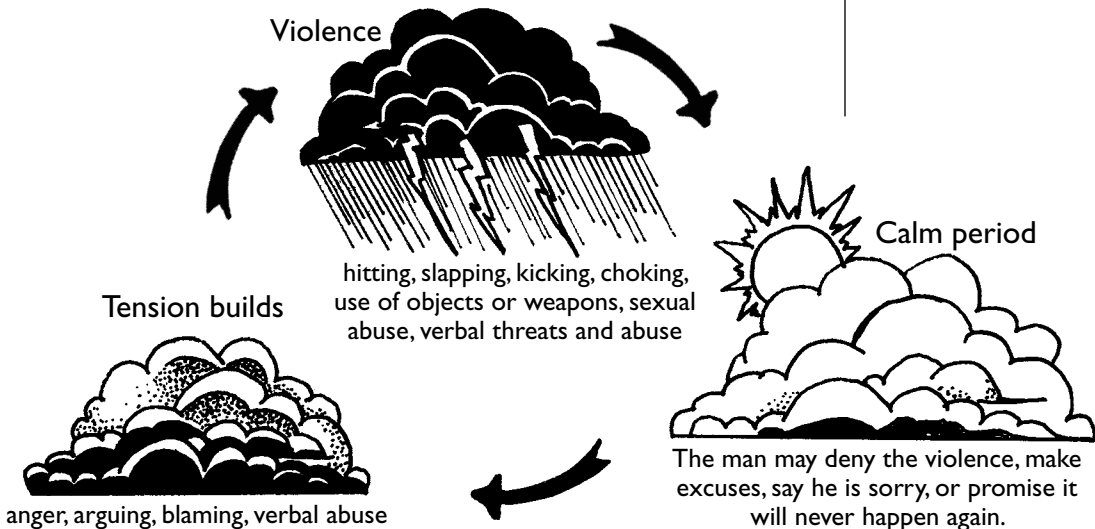 Violence
hitting, slapping, kicking, choking,
use of objects or weapons, sexual
abuse, verbal threats and abuse
Calm period
The man may deny the violence, make
excuses, say he is sorry, or promise it
will never happen again.
Tension builds
anger, arguing, blaming, verbal abuse